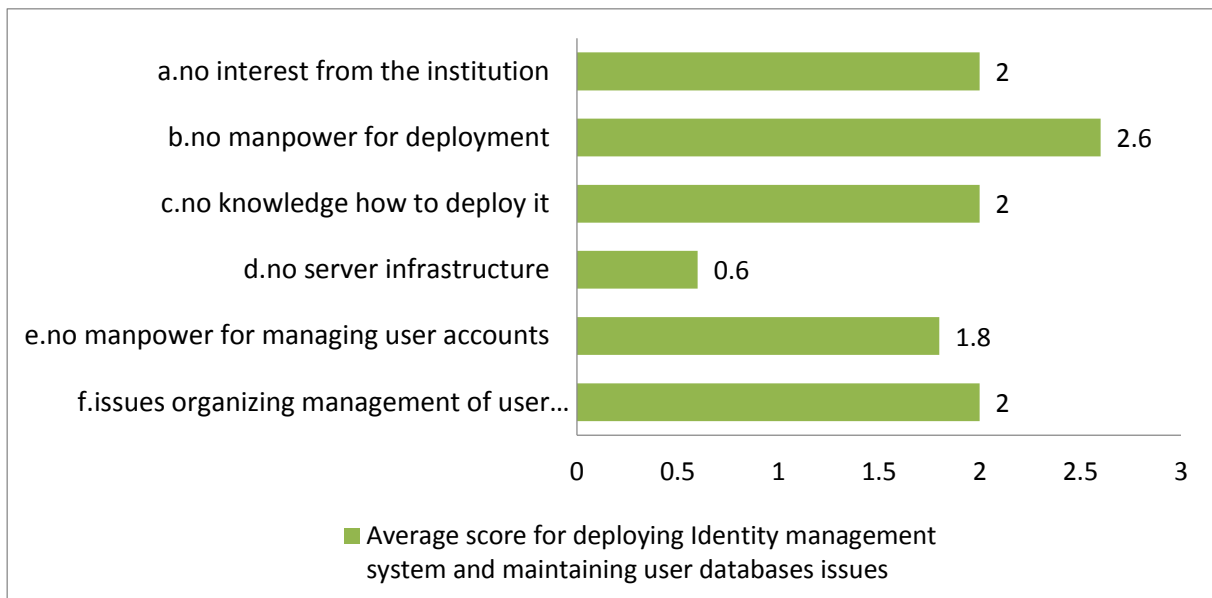 a.no interest from the institution
2
b.no manpower for deployment
2.6
c.no knowledge how to deploy it
2
d.no server infrastructure
0.6
e.no manpower for managing user accounts
1.8
f.issues organizing management of user...
2
0 0.5 1 1.5 2 2.5 3
Average score for deploying Identity management
system and maintaining user databases issues